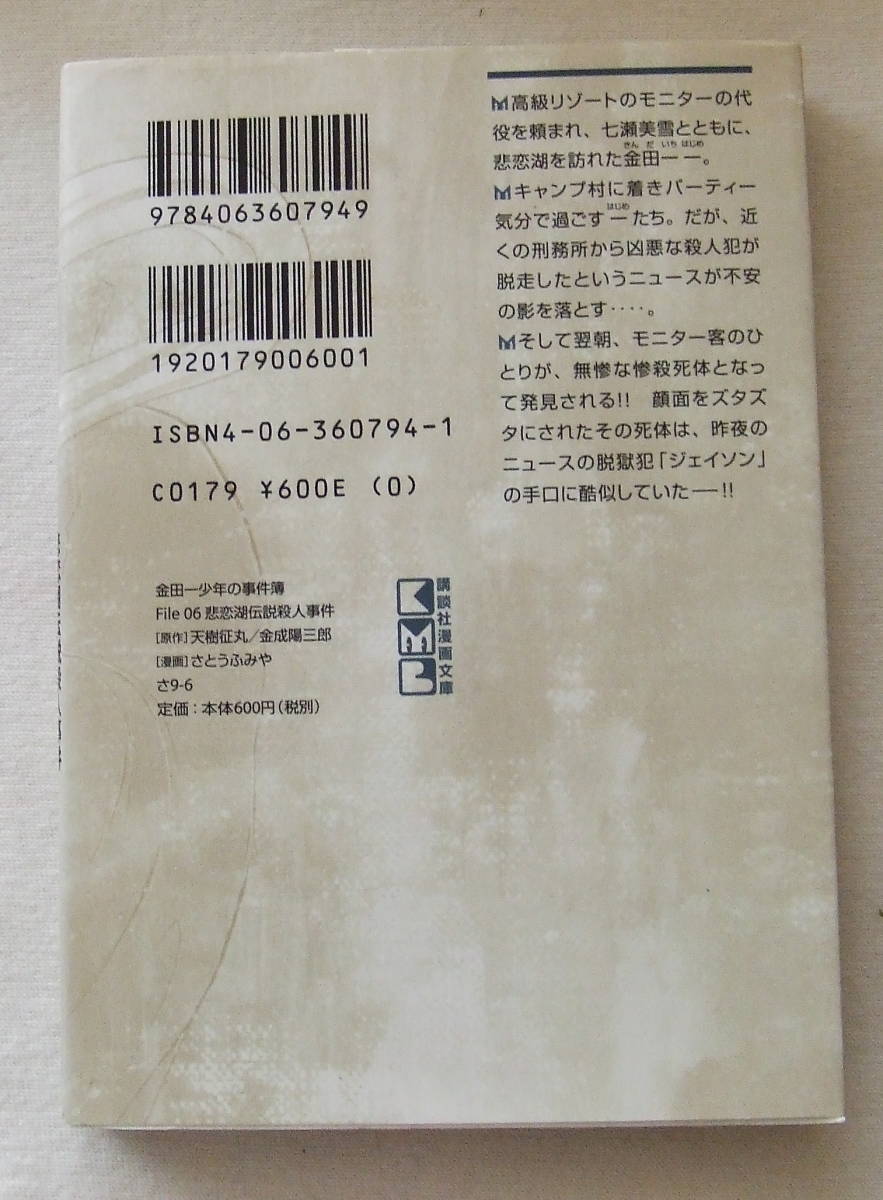 9784063607949
1920179006001
ISBN4-06-360794-1
C0179 ¥600E (0)
高級リゾートのモニターの代
役を頼まれ、七瀬美雪とともに、
きんだいちはじめ
悲恋湖を訪れた金田一一。
キャンプ村に着きパーティー
はじめ
気分で過ごす一たち。だが、近
くの刑務所から凶悪な殺人犯が
脱走したというニュースが不安
の影を落とす‥‥。
そして翌朝、モニター客のひ
とりが、無惨な惨殺死体となっ
て発見される!! 顔面をズタズ
タにされたその死体は、昨夜の
ニュースの脱獄犯「ジェイソン」
の手口に酷似していた―!!
金田一少年の事件簿
File 06 悲恋湖伝説殺人事件
[原作]天樹征丸/金成陽三郎
[漫画]さとうふみや
さ9-6
定価:本体600円(税別)
KMB
講談社漫画文庫